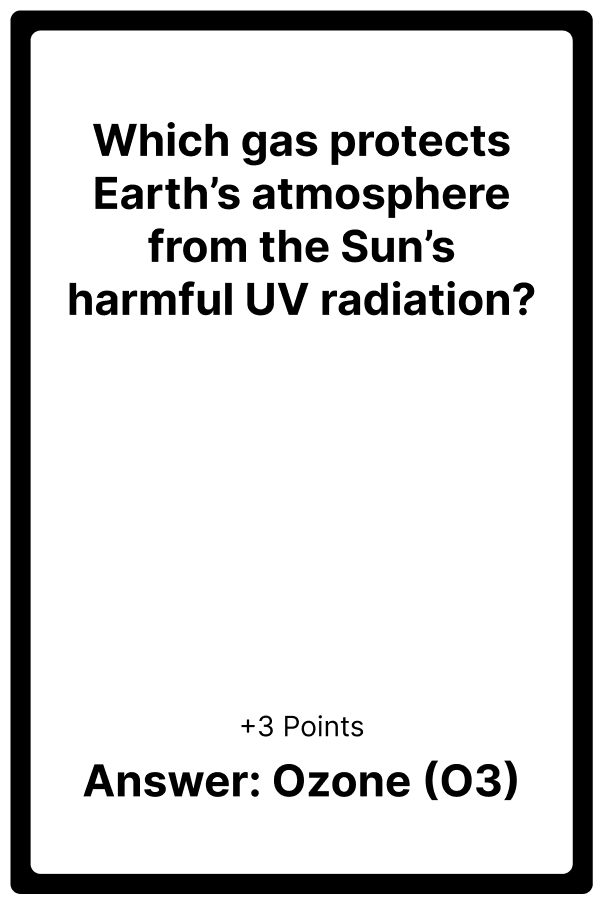 Which gas protects
Earth’s atmosphere
from the Sun’s
harmful UV radiation?
+3 Points
Answer: Ozone (O3)